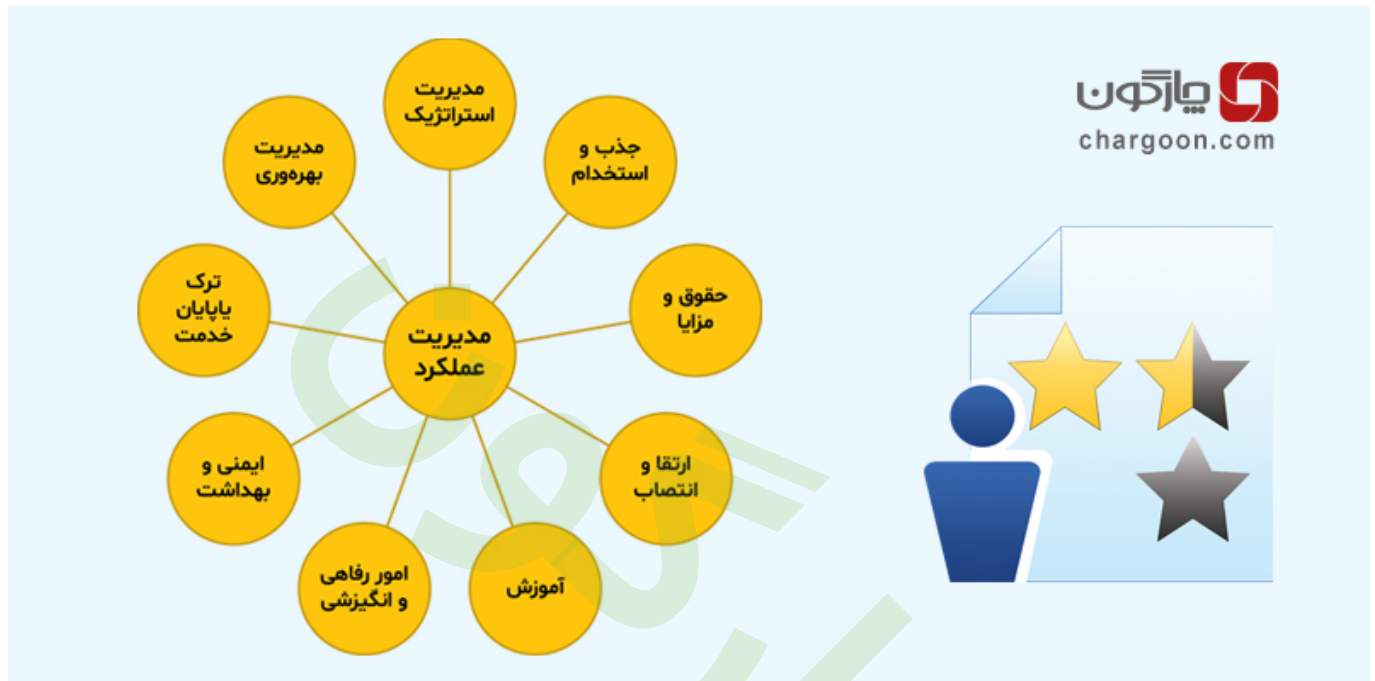 مدیریت
استراتژیک
جذب و
استخدام
حقوق و
مزایا
ارتقا و
انتصاب
آموزش
امور رفاهی
و انگیزشی
ایمنی و
بهداشت
ترک
یاپایان
خدمت
مدیریت
بهره‌وری
مدیریت
عملکرد
چارگون
chargoon.com